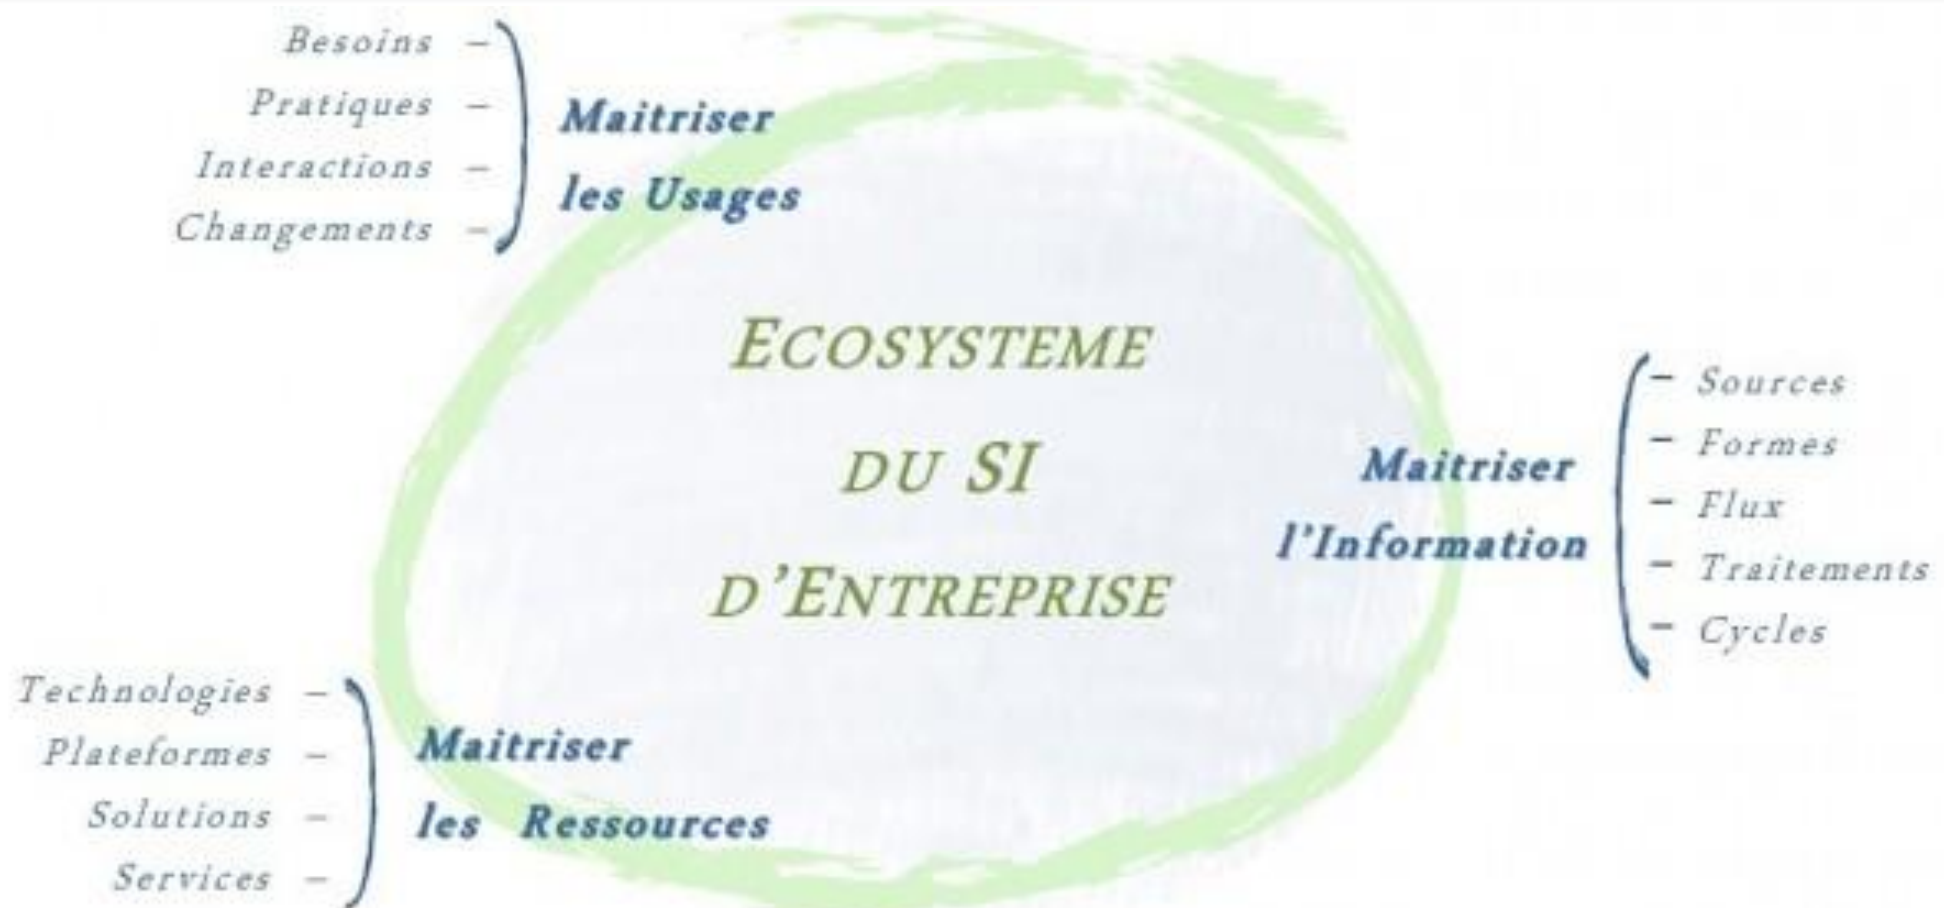 Besoins –
Pratiques –
Interactions –
Changements –
Maitriser
les Usages
ECOSYSTEME
DU SI
D'ENTREPRISE
Maitriser
l'Information
– Sources
– Formes
– Flux
– Traitements
– Cycles
Technologies –
Plateformes –
Solutions –
Services –
Maitriser
les Ressources